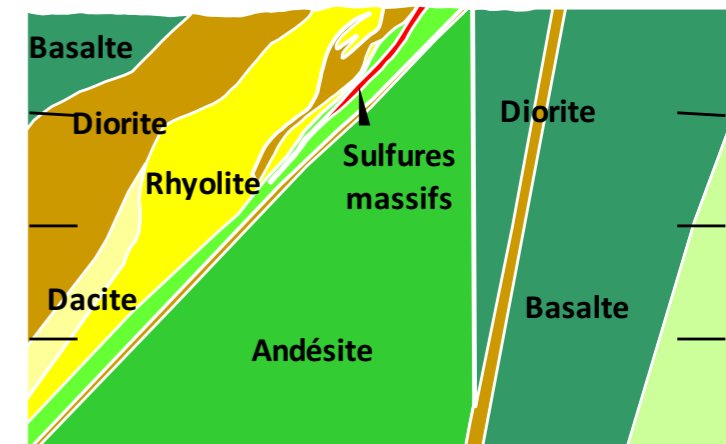 Basalte
Diorite
Diorite
Sulfures
massifs
Rhyolite
Dacite
Basalte
Andésite